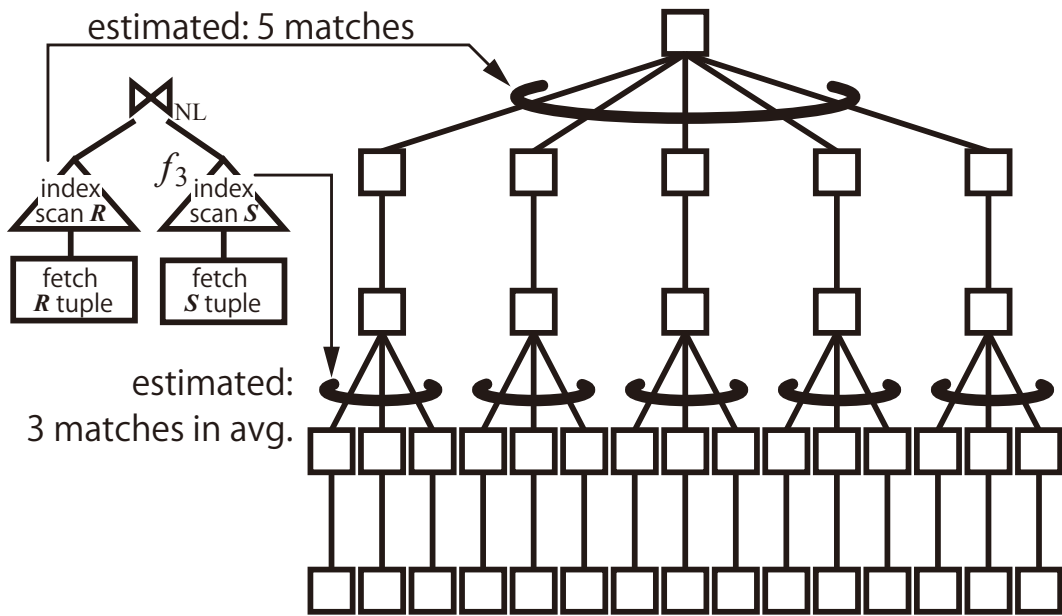 estimated: 5 matches
NL
f3
index
scan R
index
scan S
fetch
R tuple
fetch
S tuple
estimated:
3 matches in avg.